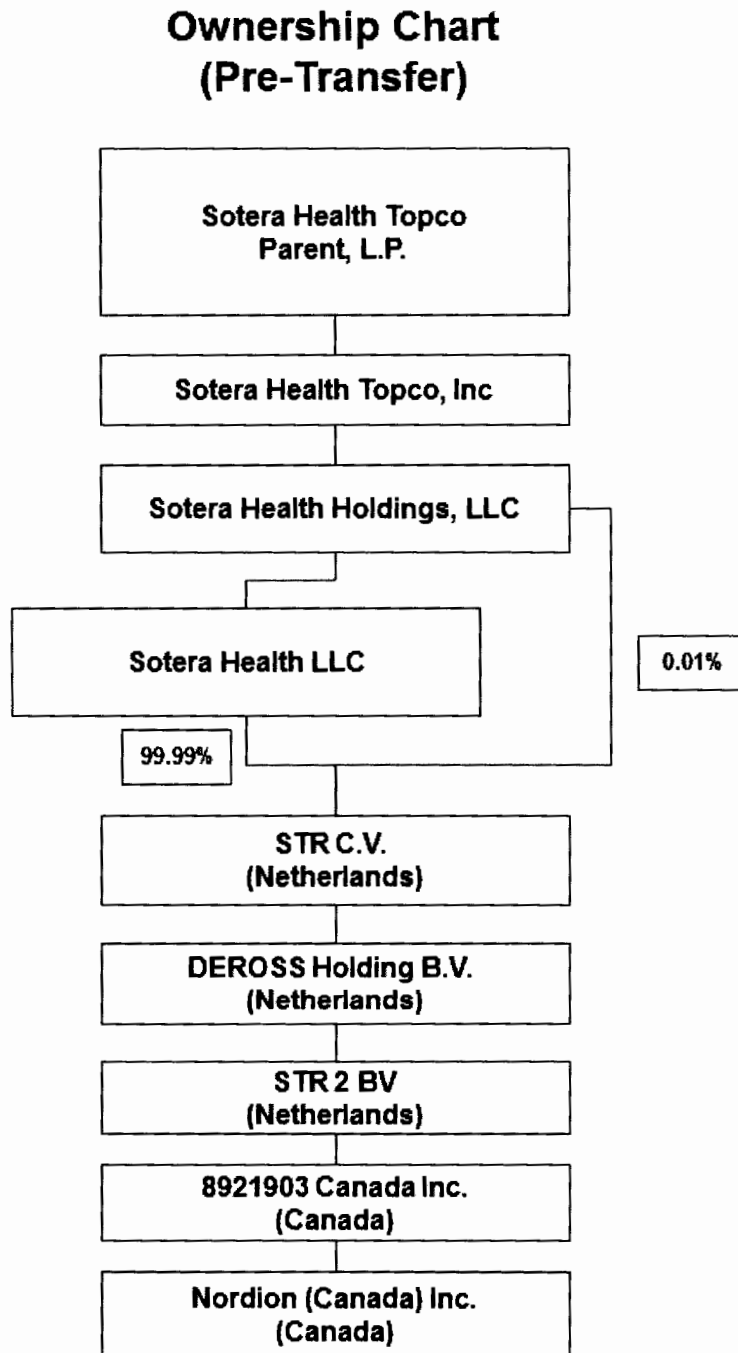 Ownership Chart
(Pre-Transfer)
Sotera Health Topco
Parent, L.P.
Sotera Health Topco, Inc
Sotera Health Holdings, LLC
Sotera Health LLC
0.01%
99.99%
STR C.V.
(Netherlands)
DEROSS Holding B.V.
(Netherlands)
STR 2 BV
(Netherlands)
8921903 Canada Inc.
(Canada)
Nordion (Canada) Inc.
(Canada)